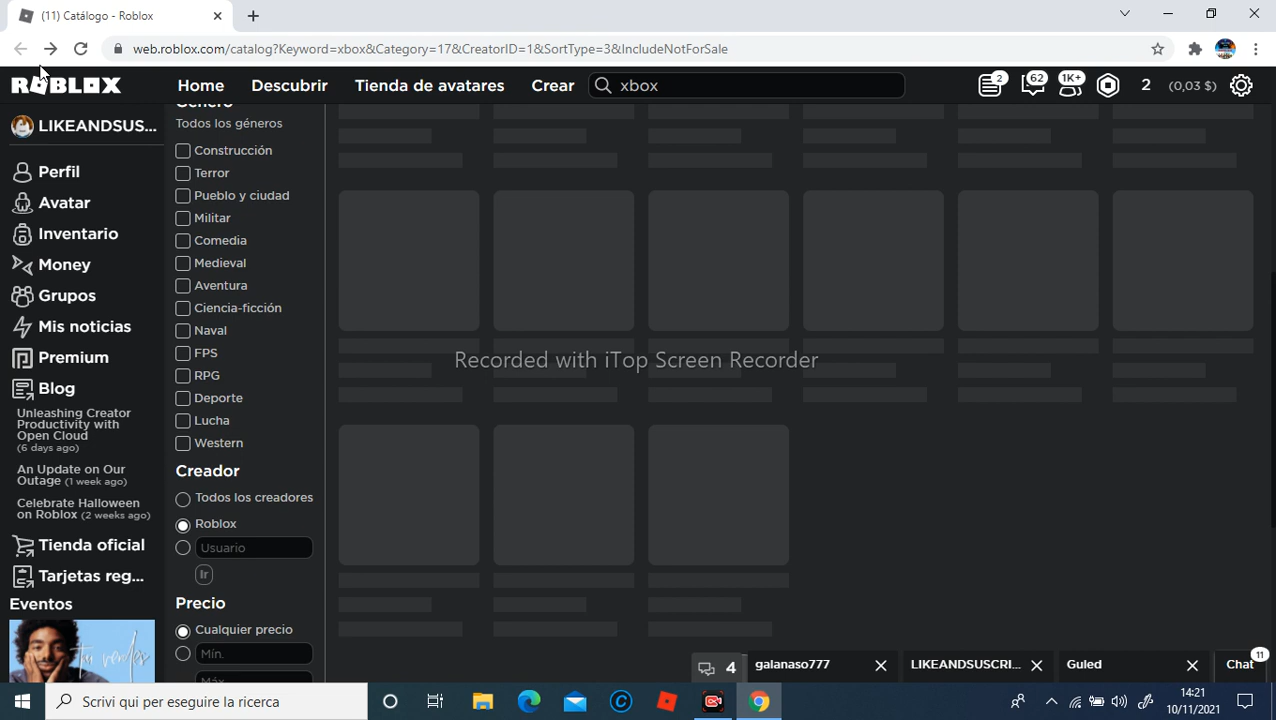 (11) Catálogo - Roblox
web.roblox.com/catalog?Keyword=xbox&Category=17&CreatorID=1&SortType=3&IncludeNotForSale
ROBLOX
Home
Descubrir
Tienda de avatares
Crear
xbox
2
62
1K+
2
(0,03 $)
LIKEANDSUS...
Perfil
Avatar
Inventario
Money
Grupos
Mis noticias
Premium
Blog
Unleashing Creator
Productivity with
Open Cloud
(6 days ago)
An Update on Our
Outage (1 week ago)
Celebrate Halloween
on Roblox (2 weeks ago)
Tienda oficial
Tarjetas reg...
Eventos
tu vendes
Todos los géneros
Construcción
Terror
Pueblo y ciudad
Militar
Comedia
Medieval
Aventura
Ciencia-ficción
Naval
FPS
RPG
Deporte
Lucha
Western
Creador
Todos los creadores
Roblox
Usuario
Ir
Precio
Cualquier precio
Mín.
Recorded with iTop Screen Recorder
4
galanaso777
LIKEANDSUSCRI...
Guled
Chat
11
Scrivi qui per eseguire la ricerca
14:21
10/11/2021